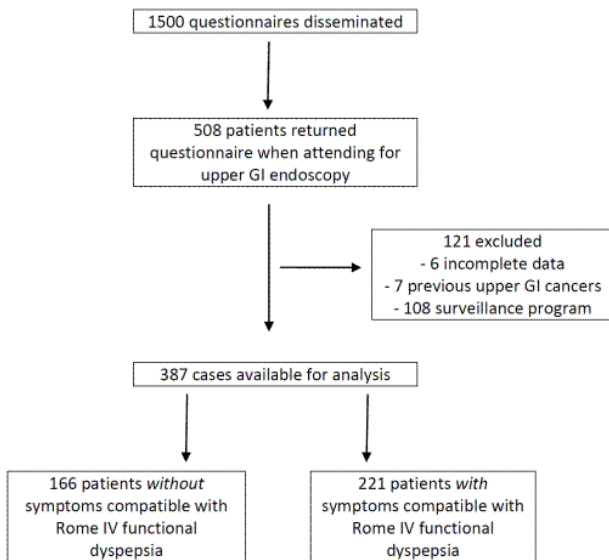 1500 questionnaires disseminated
508 patients returned
questionnaire when attending for
upper GI endoscopy
121 excluded
- 6 incomplete data
- 7 previous upper GI cancers
- 108 surveillance program
387 cases available for analysis
166 patients without
symptoms compatible with
Rome IV functional
dyspepsia
221 patients with
symptoms compatible with
Rome IV functional
dyspepsia